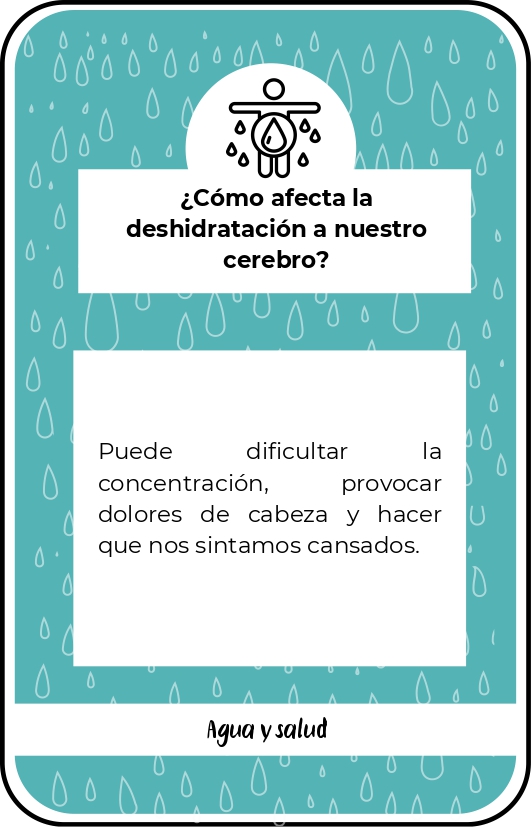 ¿Cómo afecta la
deshidratación a nuestro
cerebro?
Puede dificultar la
concentración, provocar
dolores de cabeza y hacer
que nos sintamos cansados.
Agua y salud